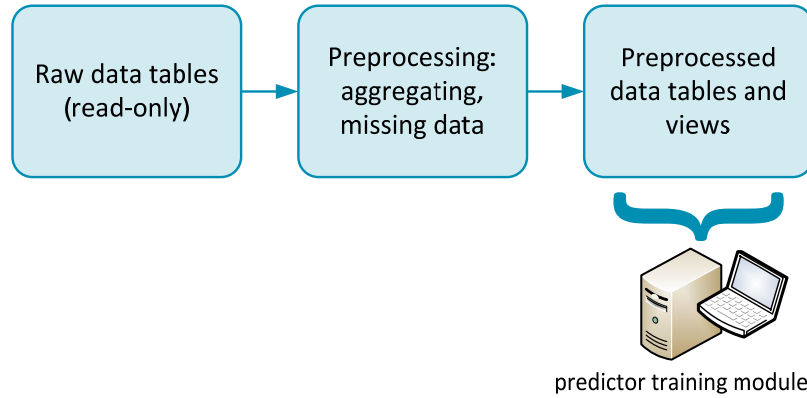 Raw data tables
(read-only)
Preprocessing:
aggregating,
missing data
Preprocessed
data tables and
views
predictor training module